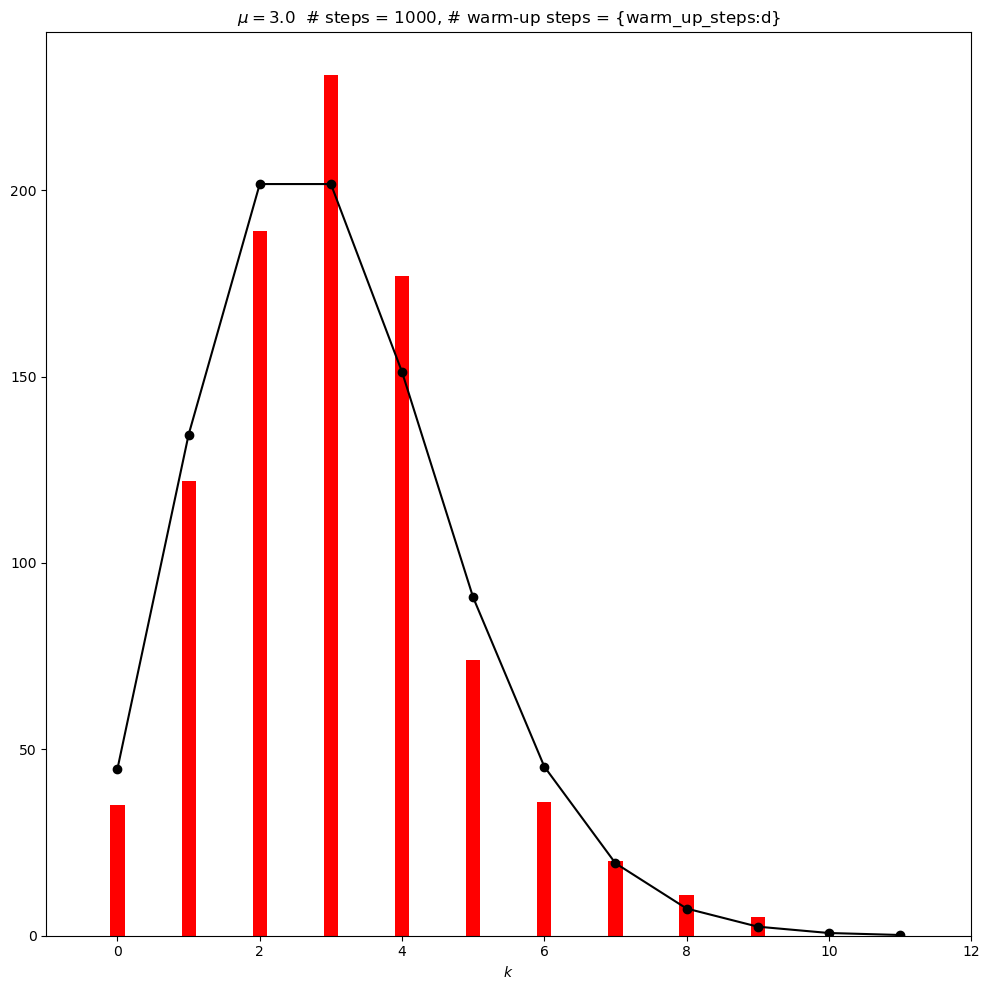 μ = 3.0  # steps = 1000, # warm-up steps = {warm_up_steps:d}
200
150
100
50
0
0 2 4 6 8 10 12
k